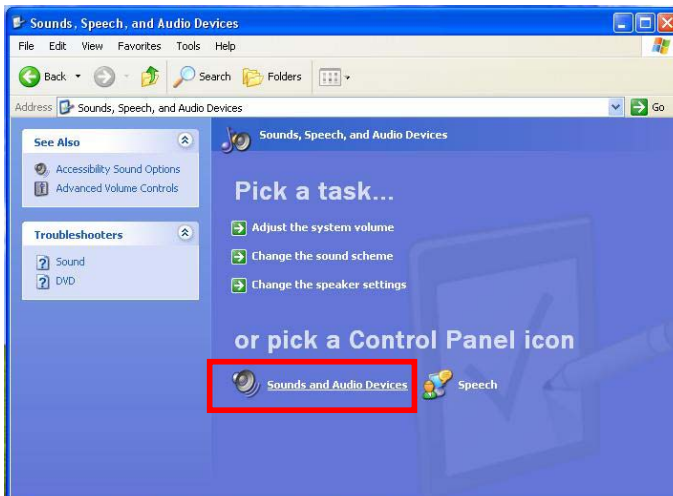 Sounds, Speech, and Audio Devices
File Edit View Favorites Tools Help
Back Search Folders
Address Sounds, Speech, and Audio Devices Go
See Also
Accessibility Sound Options
Advanced Volume Controls
Troubleshooters
Sound
DVD
Sounds, Speech, and Audio Devices
Pick a task...
Adjust the system volume
Change the sound scheme
Change the speaker settings
or pick a Control Panel icon
Sounds and Audio Devices Speech